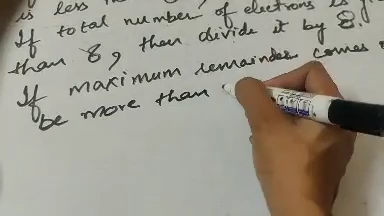 is less
If total number of electrons is
than 8, then divide it by 8.
If maximum remainder comes
be more than